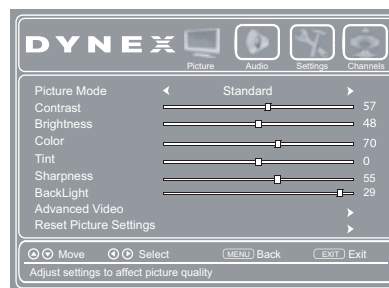 DYNEX
Picture Audio Settings Channels
Picture Mode Standard
Contrast 57
Brightness 48
Color 70
Tint 0
Sharpness 55
BackLight 29
Advanced Video
Reset Picture Settings
Move Select MENU Back EXIT Exit
Adjust settings to affect picture quality